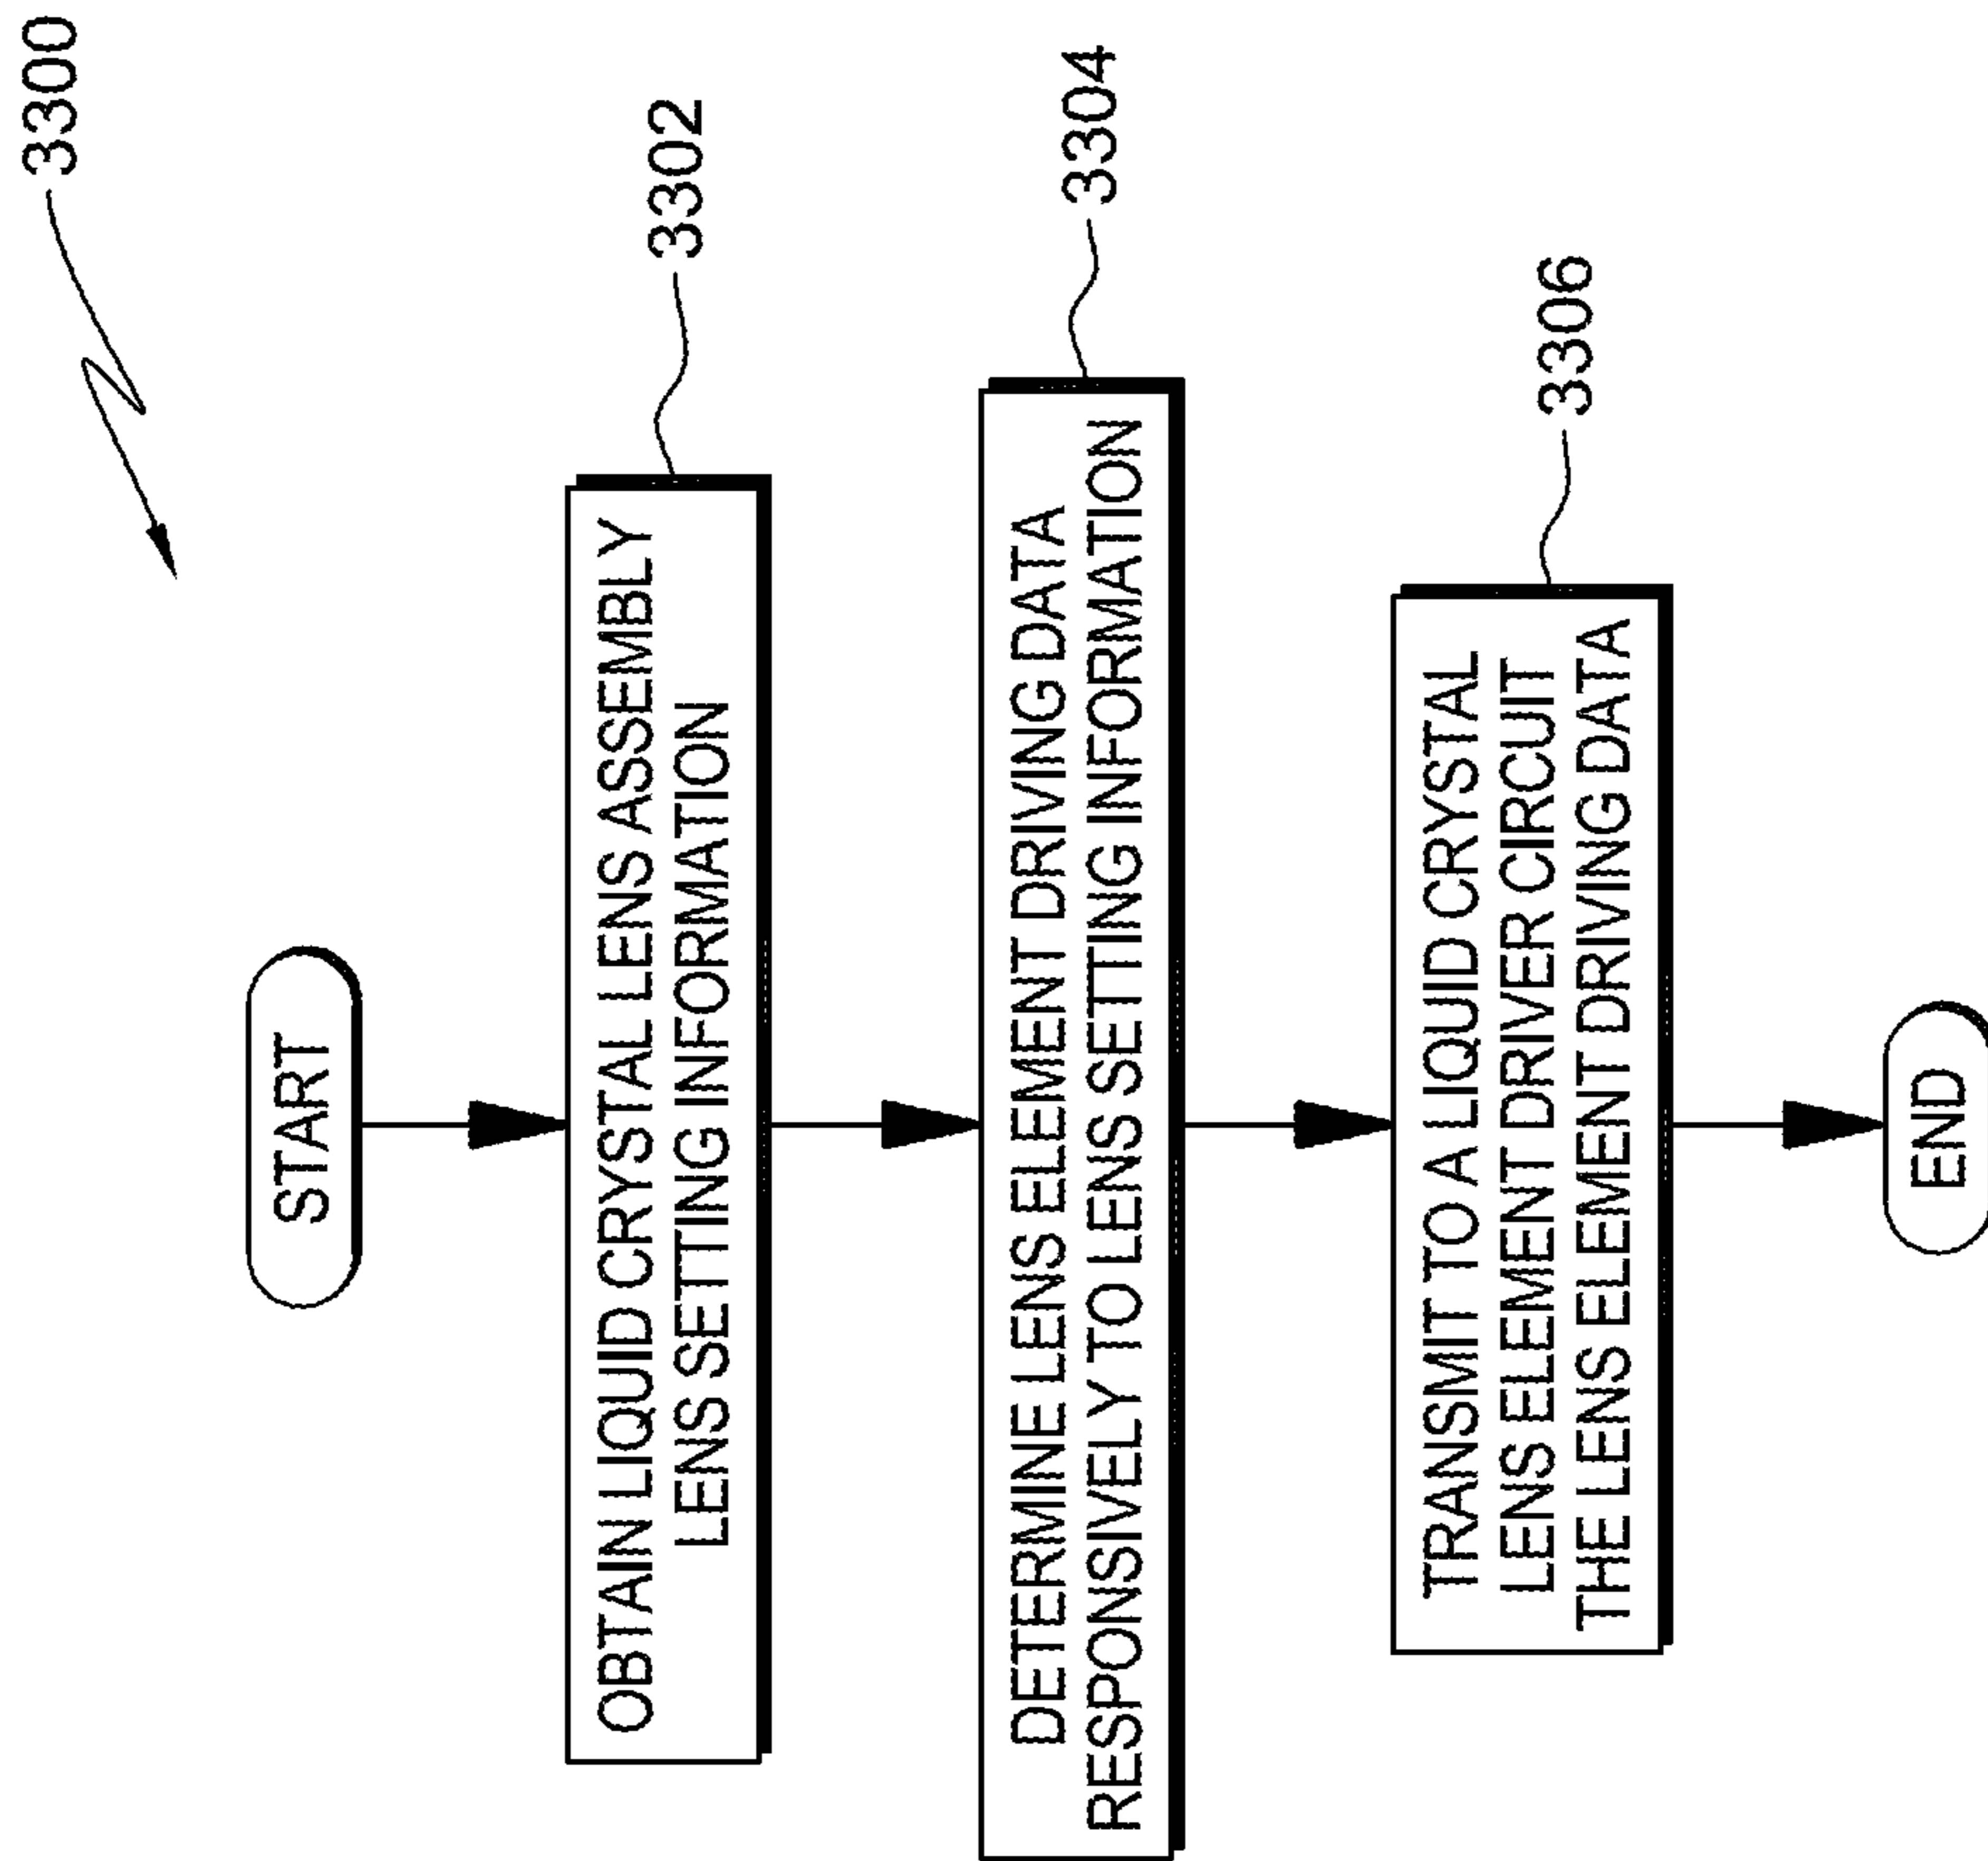 3300
START
OBTAIN LIQUID CRYSTAL LENS ASSEMBLY
LENS SETTING INFORMATION
3302
DETERMINE LENS ELEMENT DRIVING DATA
RESPONSIVELY TO LENS SETTING INFORMATION
3304
TRANSMIT TO A LIQUID CRYSTAL
LENS ELEMENT DRIVER CIRCUIT
THE LENS ELEMENT DRIVING DATA
3306
END